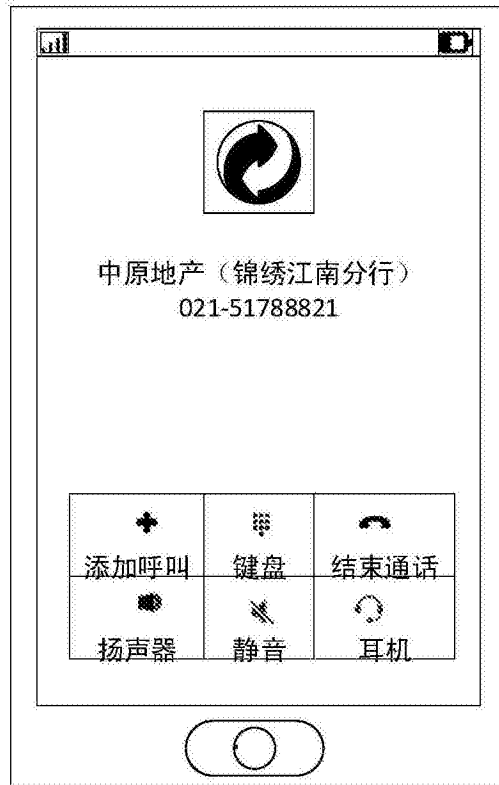 中原地产（锦绣江南分行）
021-51788821
添加呼叫 键盘 结束通话
扬声器 静音 耳机